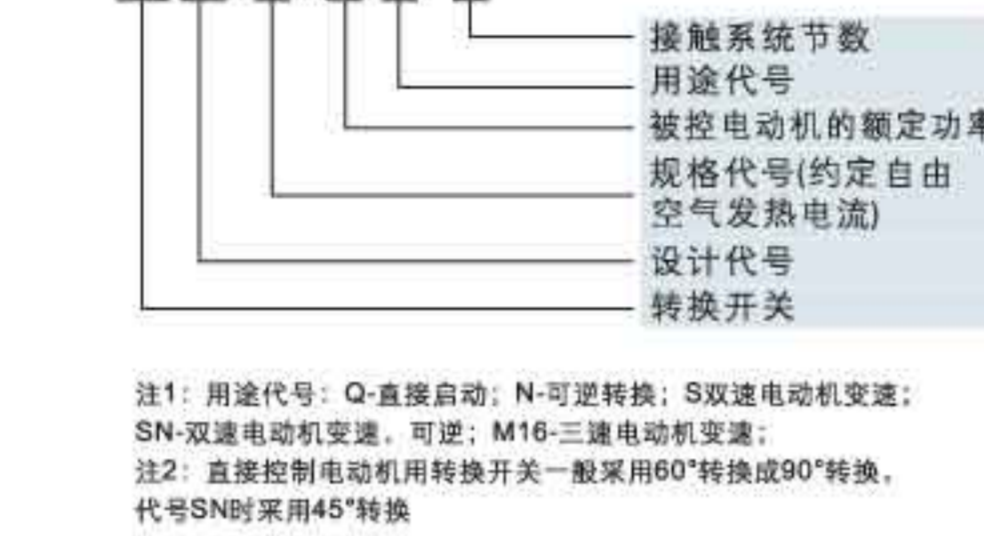 接触系统节数
用途代号
被控电动机的额定功率
规格代号(约定自由
空气发热电流)
设计代号
转换开关
注1：用途代号：Q-直接启动；N-可逆转换；S双速电动机变速；
SN-双速电动机变速。可逆；M16-三速电动机变速；
注2：直接控制电动机用转换开关一般采用60°转换成90°转换。
代号SN时采用45°转换